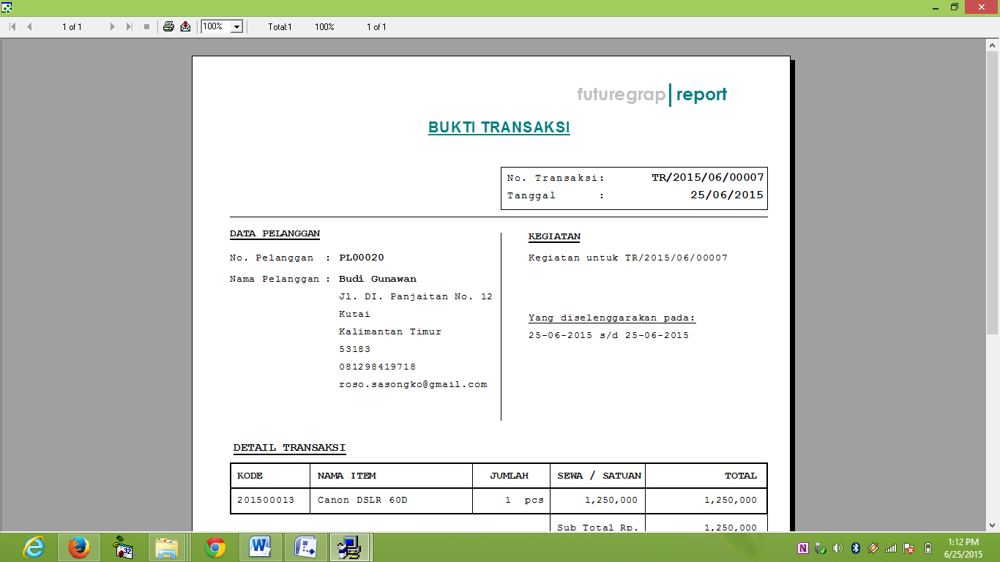 1 of 1
100%
Total:1
100%
1 of 1
futuregrap|report
BUKTI TRANSAKSI
No. Transaksi: TR/2015/06/00007
Tanggal : 25/06/2015
DATA PELANGGAN
No. Pelanggan : PL00020
Nama Pelanggan : Budi Gunawan
Jl. DI. Panjaitan No. 12
Kutai
Kalimantan Timur
53183
081298419718
roso.sasongko@gmail.com
KEGIATAN
Kegiatan untuk TR/2015/06/00007
Yang diselenggarakan pada:
25-06-2015 s/d 25-06-2015
DETAIL TRANSAKSI
KODE NAMA ITEM JUMLAH SEWA / SATUAN TOTAL
201500013 Canon DSLR 60D 1 pcs 1,250,000 1,250,000
Sub Total Rp. 1,250,000
32
N
1:12 PM
6/25/2015